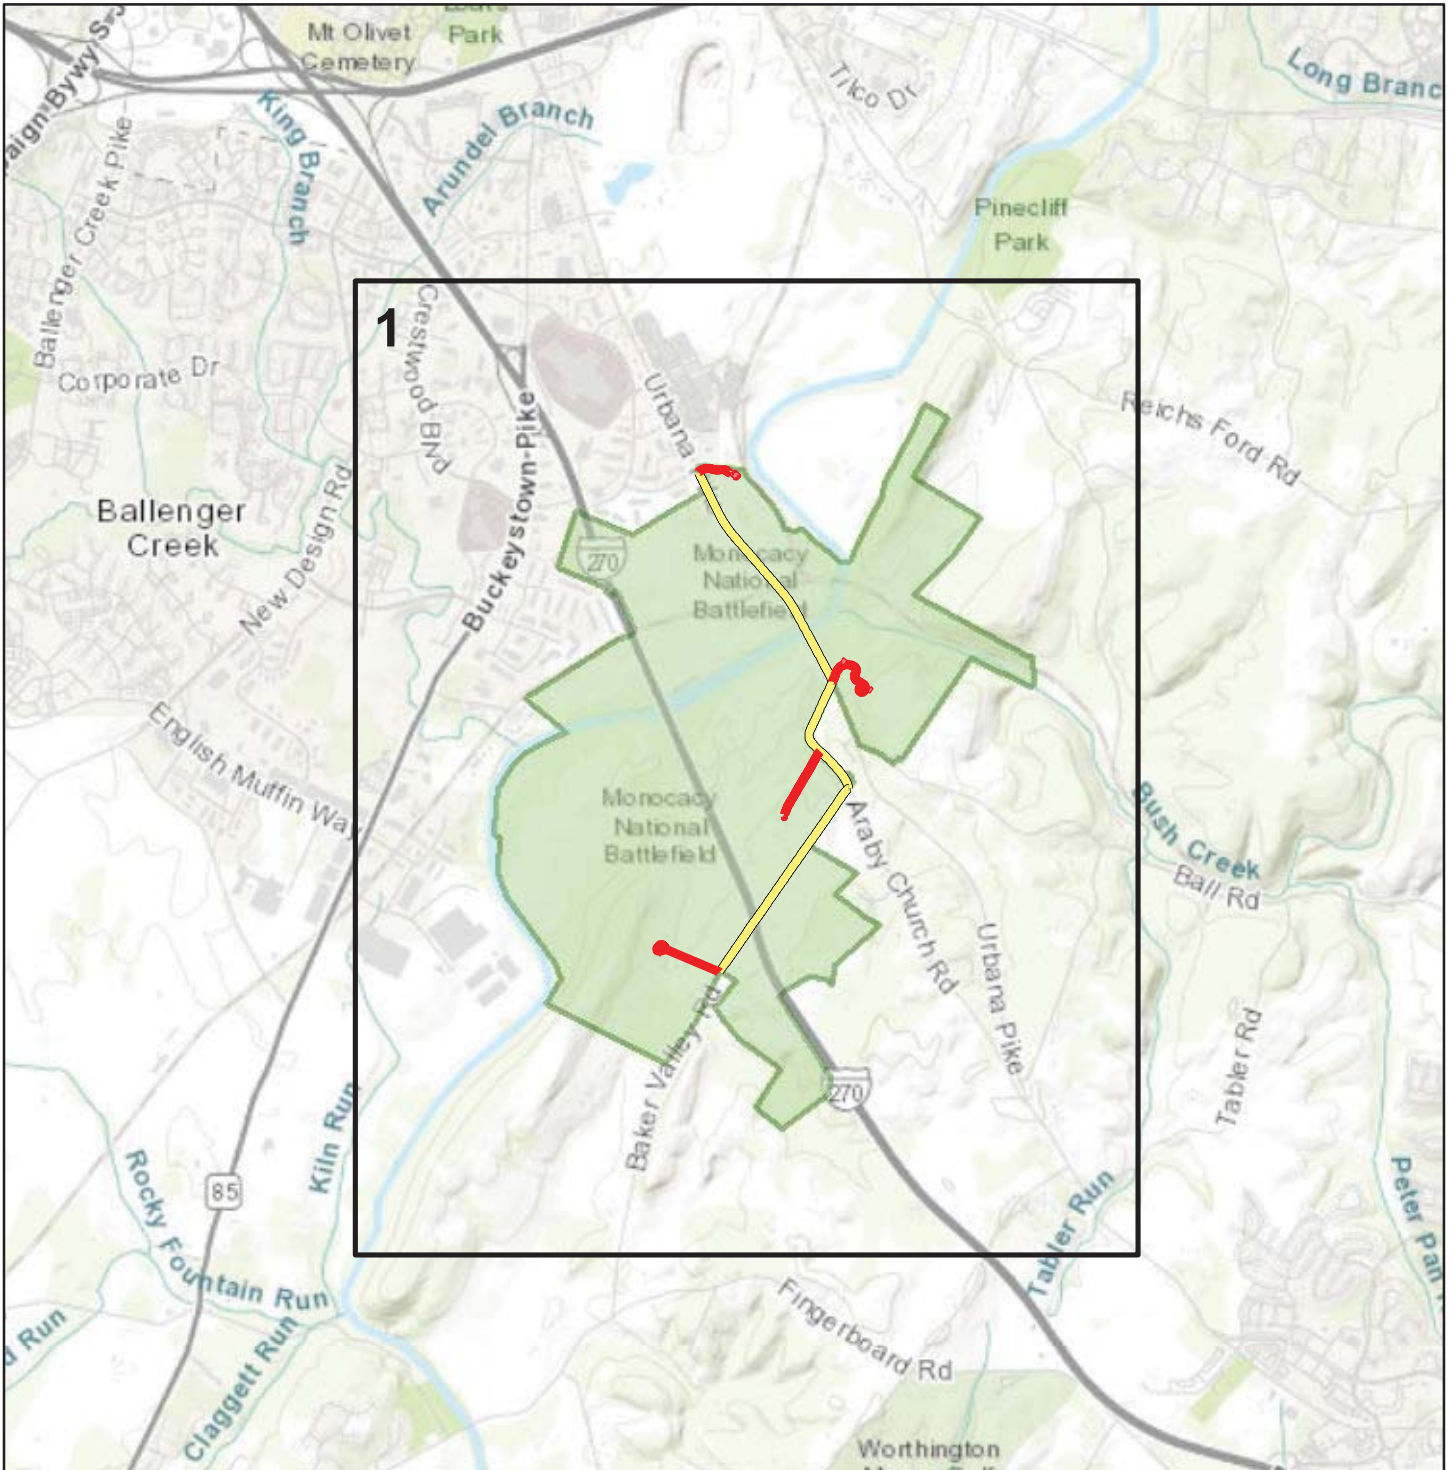 Mt Olivet
Cemetery
Park
Trico Dr
Long Branc
King Branch
Arundel Branch
Ballenger Creek Pike
Pinecliff
Park
1
Crestwood Blvd
Corporate Dr
Urbana
Reichs Ford Rd
Ballenger
Creek
New Design Rd
Buckeystown Pike
270
Monocacy
National
Battlefield
English Muffin Way
Monocacy
National
Battlefield
Bush Creek
Ball Rd
Araby Church Rd
Urbana Pike
Baker Valley Rd
270
Tabler Rd
Kiln Run
85
Rocky Fountain Run
Tabler Run
Peter Pan
d Run
Claggett Run
Fingerboard Rd
Worthington